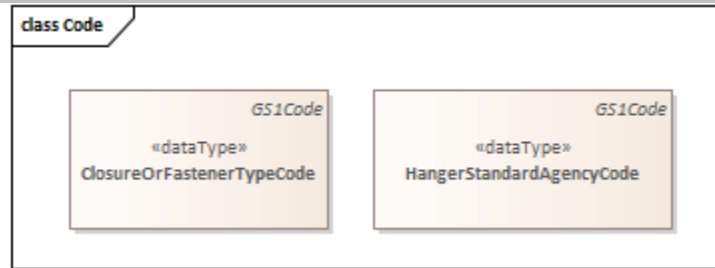 class Code
GS1Code
«dataType»
ClosureOrFastenerTypeCode
GS1Code
«dataType»
HangerStandardAgencyCode